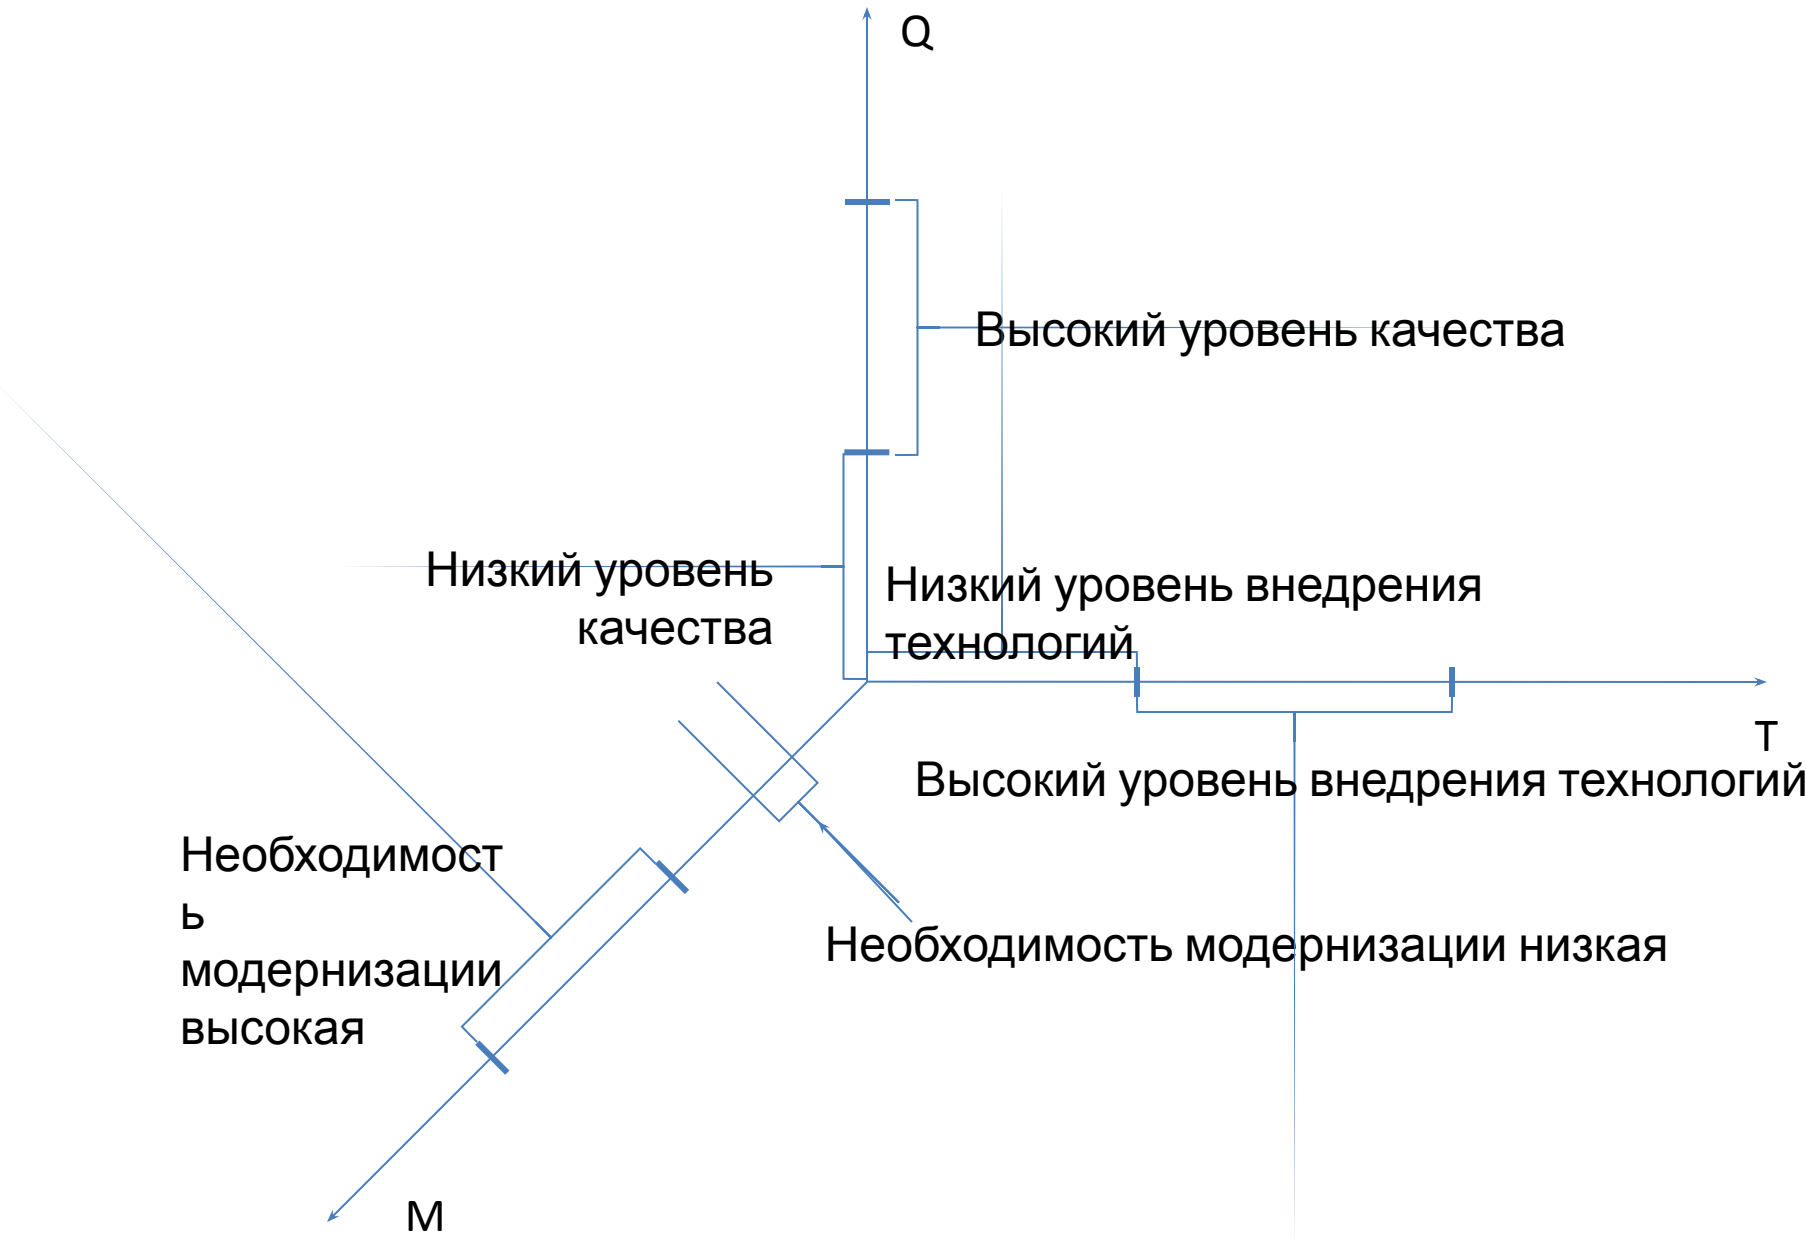 Q
Высокий уровень качества
Низкий уровень
качества
Низкий уровень внедрения
технологий
T
Высокий уровень внедрения технологий
Необходимост
ь
модернизации
высокая
Необходимость модернизации низкая
M